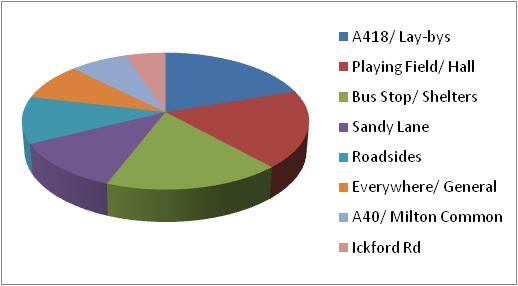 A418/ Lay-bys
Playing Field/ Hall
Bus Stop/ Shelters
Sandy Lane
Roadsides
Everywhere/ General
A40/ Milton Common
Ickford Rd